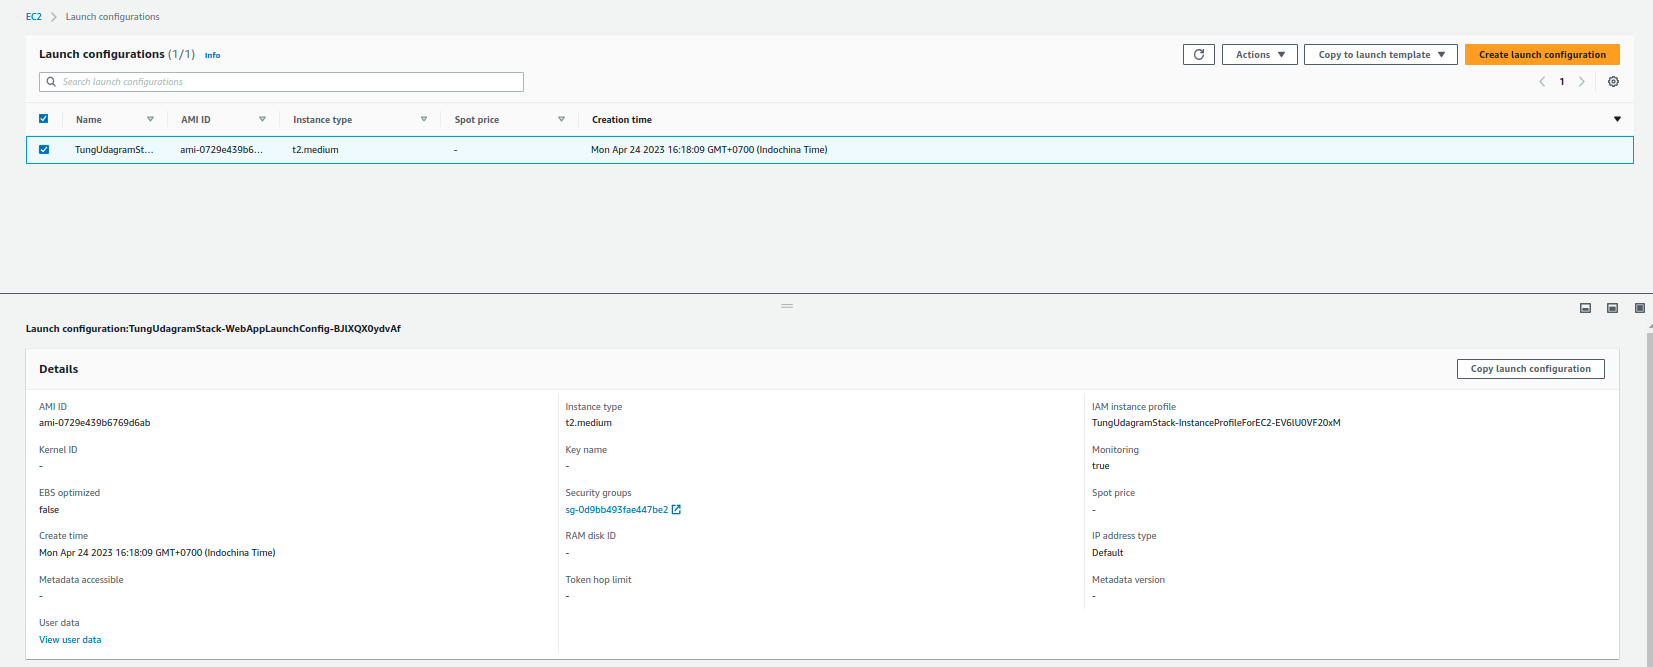 EC2 Launch configurations
Launch configurations (1/1) Info
Actions Copy to launch template Create launch configuration
Search launch configurations
1
Name AMI ID Instance type Spot price Creation time
TungUdagramSt... ami-0729e439b6... t2.medium - Mon Apr 24 2023 16:18:09 GMT+0700 (Indochina Time)
Launch configuration:TungUdagramStack-WebAppLaunchConfig-BJlXQX0ydvAf
Details Copy launch configuration
AMI ID Instance type IAM instance profile
ami-0729e439b6769d6ab t2.medium TungUdagramStack-InstanceProfileForEC2-EV6lU0VF20xM
Kernel ID Key name Monitoring
- - true
EBS optimized Security groups Spot price
false sg-0d9bb493fae447be2 -
Create time RAM disk ID IP address type
Mon Apr 24 2023 16:18:09 GMT+0700 (Indochina Time) - Default
Metadata accessible Token hop limit Metadata version
- - -
User data
View user data